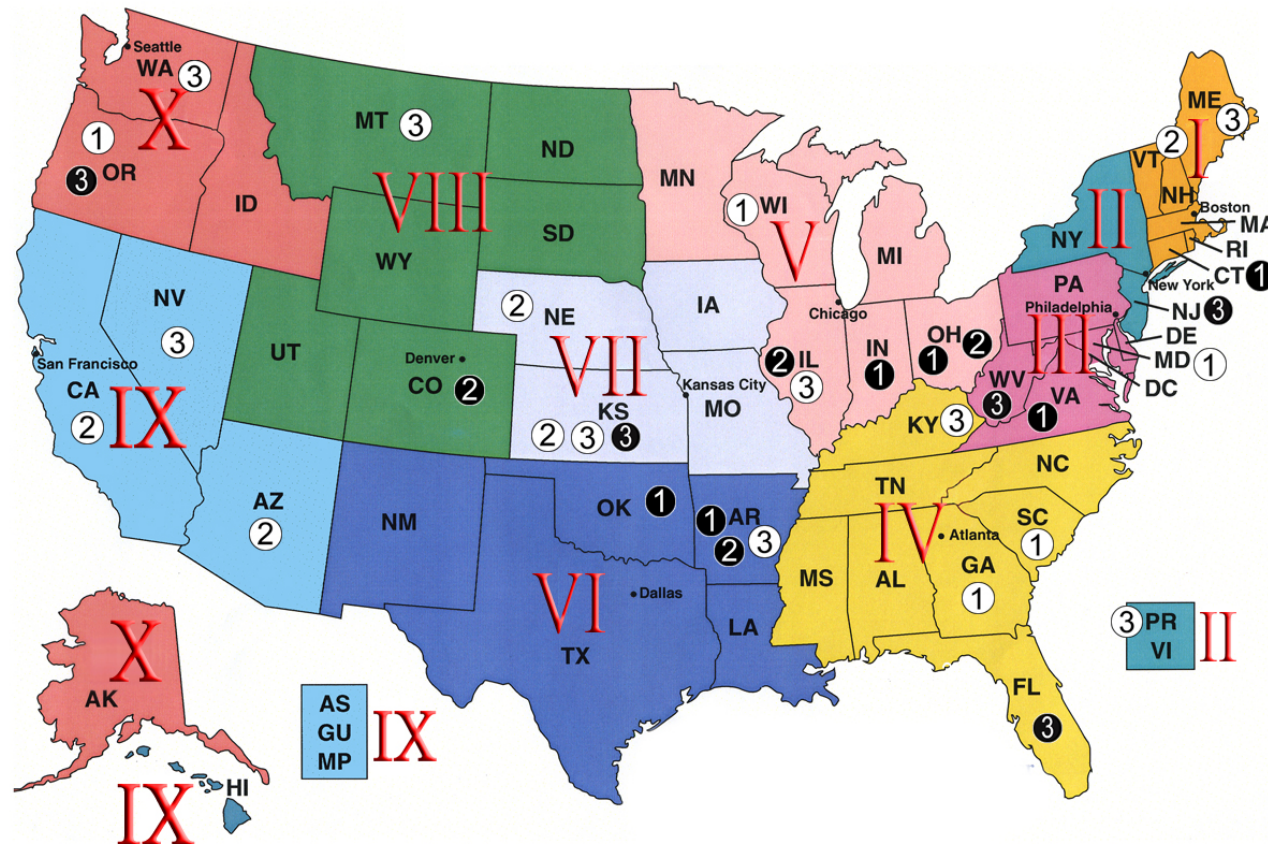 Seattle
WA 3
X
1
3 OR
ID
MT 3
VIII
ND
SD
WY
UT
Denver
CO 2
MN
1 WI
V
MI
Chicago
2 IL
3
IN
1
OH 2
1
ME
3
I
2
VT
NH
Boston
MA
RI
CT 1
NY II
New York
NJ 3
PA
Philadelphia
III
DE
MD 1
DC
WV
3
VA
1
NV
3
San Francisco
CA
2
IX
AZ
2
2 NE
VII
IA
Kansas City
MO
KS
2 3 3
KY 3
TN
NC
SC
1
IV
Atlanta
GA
1
MS
AL
FL
3
NM
OK 1
1 AR
2 3
VI
Dallas
TX
LA
X
AK
IX
HI
AS
GU
MP
IX
3 PR
VI
II